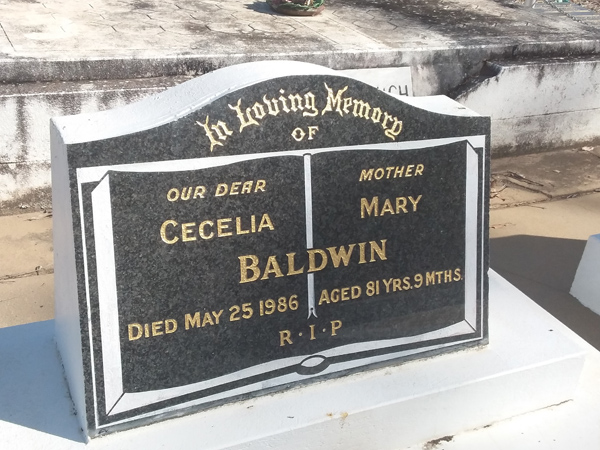 In Loving Memory
OF
OUR DEAR MOTHER
CECELIA MARY
BALDWIN
DIED MAY 25 1986 AGED 81 YRS. 9 MTHS.
R·I·P